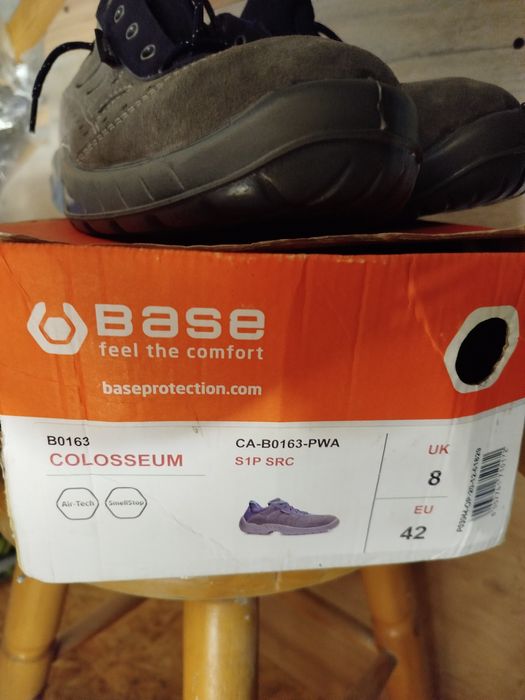 BASE
feel the comfort
baseprotection.com
B0163
COLOSSEUM
CA-B0163-PWA
S1P SRC
Air-Tech
SmellStop
UK
8
EU
42